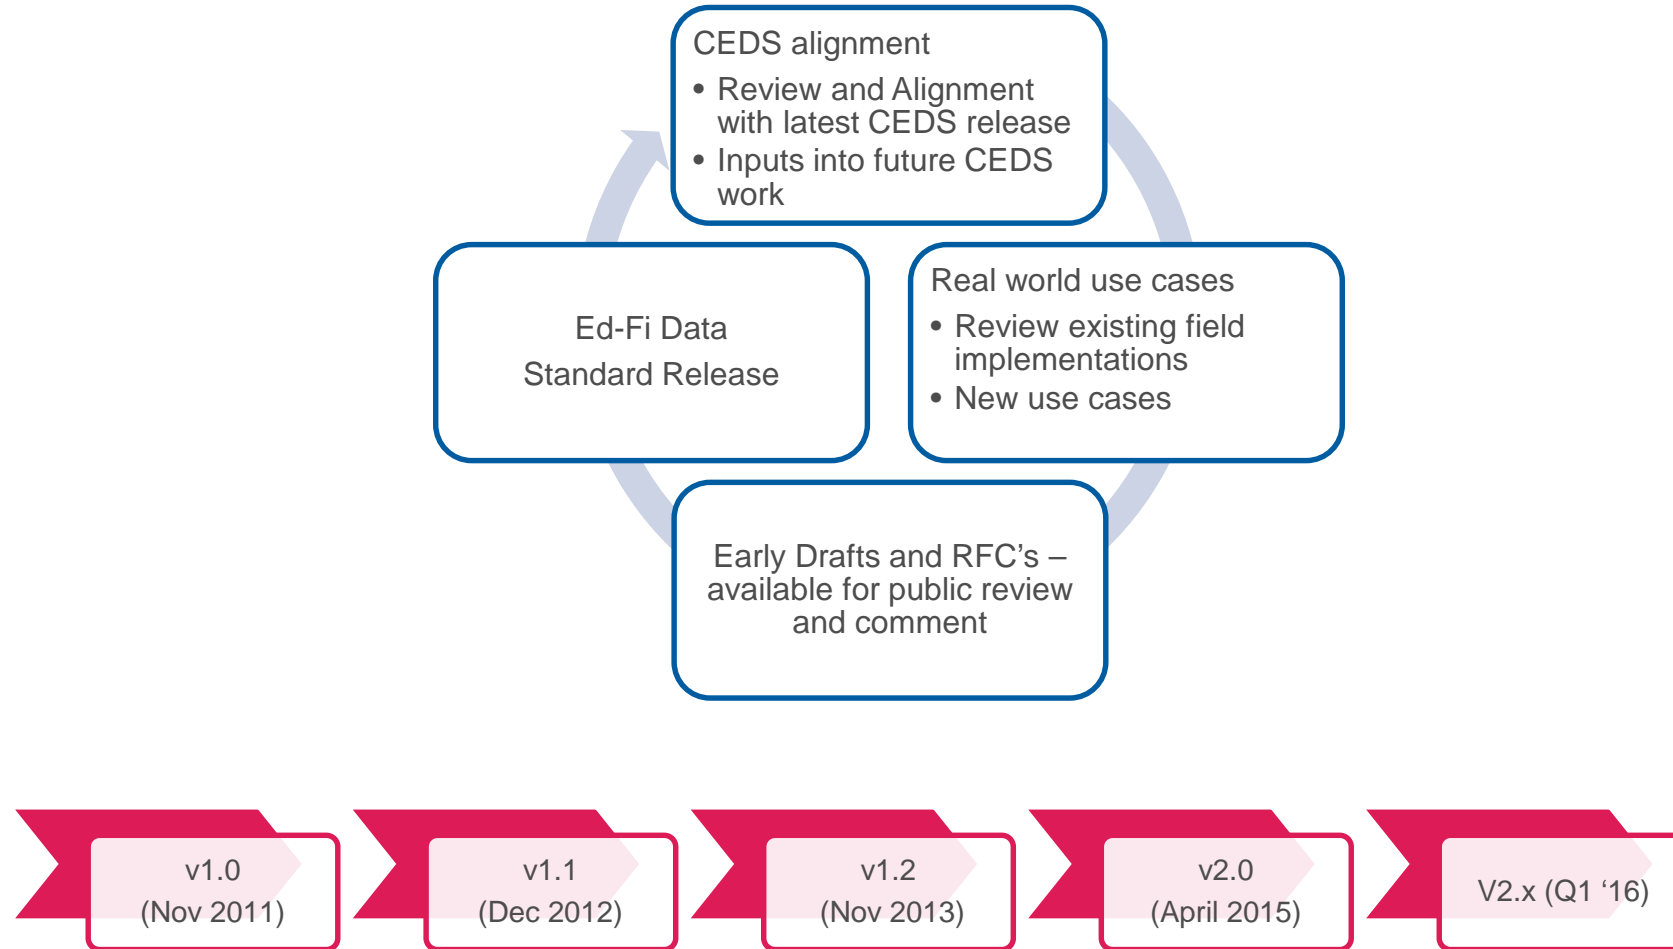 CEDS alignment
• Review and Alignment
with latest CEDS release
• Inputs into future CEDS
work
Ed-Fi Data
Standard Release
Real world use cases
• Review existing field
implementations
• New use cases
Early Drafts and RFC’s –
available for public review
and comment
v1.0
(Nov 2011)
v1.1
(Dec 2012)
v1.2
(Nov 2013)
v2.0
(April 2015)
V2.x (Q1 ‘16)